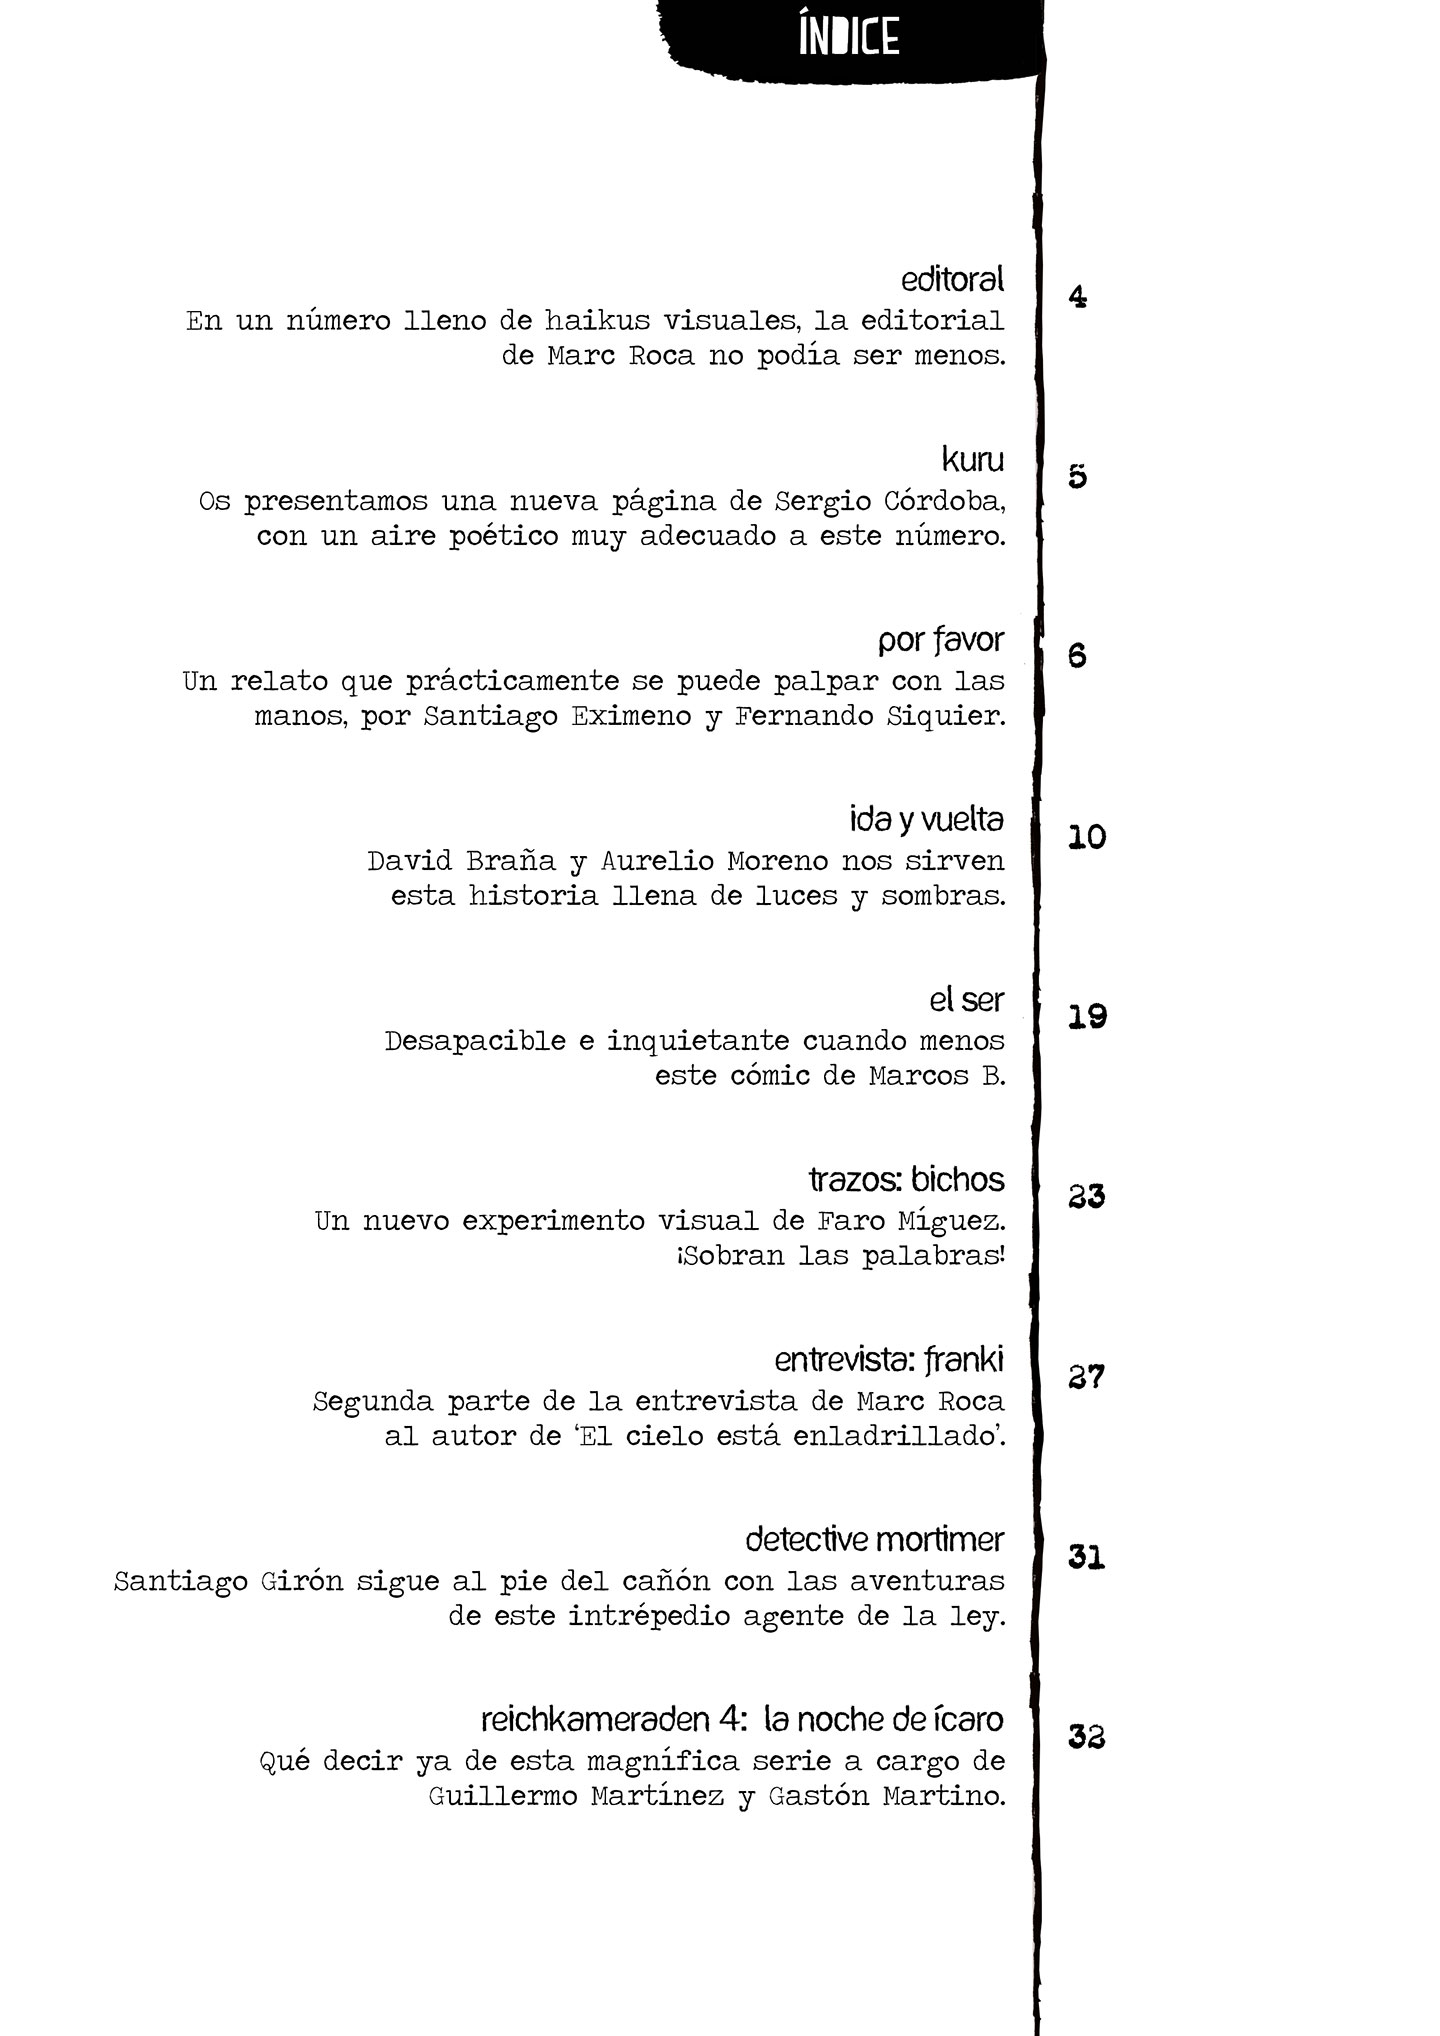 ÍNDICE
editoral
4
En un número lleno de haikus visuales, la editorial
de Marc Roca no podía ser menos.
kuru
5
Os presentamos una nueva página de Sergio Córdoba,
con un aire poético muy adecuado a este número.
por favor
6
Un relato que prácticamente se puede palpar con las
manos, por Santiago Eximeno y Fernando Siquier.
ida y vuelta
10
David Braña y Aurelio Moreno nos sirven
esta historia llena de luces y sombras.
el ser
19
Desapacible e inquietante cuando menos
este cómic de Marcos B.
trazos: bichos
23
Un nuevo experimento visual de Faro Míguez.
¡Sobran las palabras!
entrevista: franki
27
Segunda parte de la entrevista de Marc Roca
al autor de ‘El cielo está enladrillado’.
detective mortimer
31
Santiago Girón sigue al pie del cañón con las aventuras
de este intrépedio agente de la ley.
reichkameraden 4: la noche de ícaro
32
Qué decir ya de esta magnífica serie a cargo de
Guillermo Martínez y Gastón Martino.